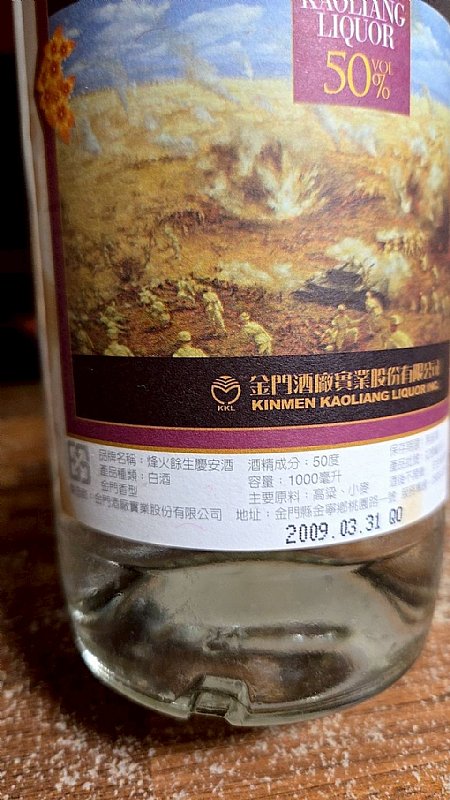 KAOLIANG
LIQUOR
50 VOL %
KKL
金門酒廠實業股份有限公司
KINMEN KAOLIANG LIQUOR INC.
品牌名稱：烽火餘生慶安酒 酒精成分：50度
產品種類：白酒 容量：1000毫升
金門香型 主要原料：高粱、小麥
金門酒廠實業股份有限公司 地址：金門縣金寧鄉桃園路一號
2009.03.31 QO